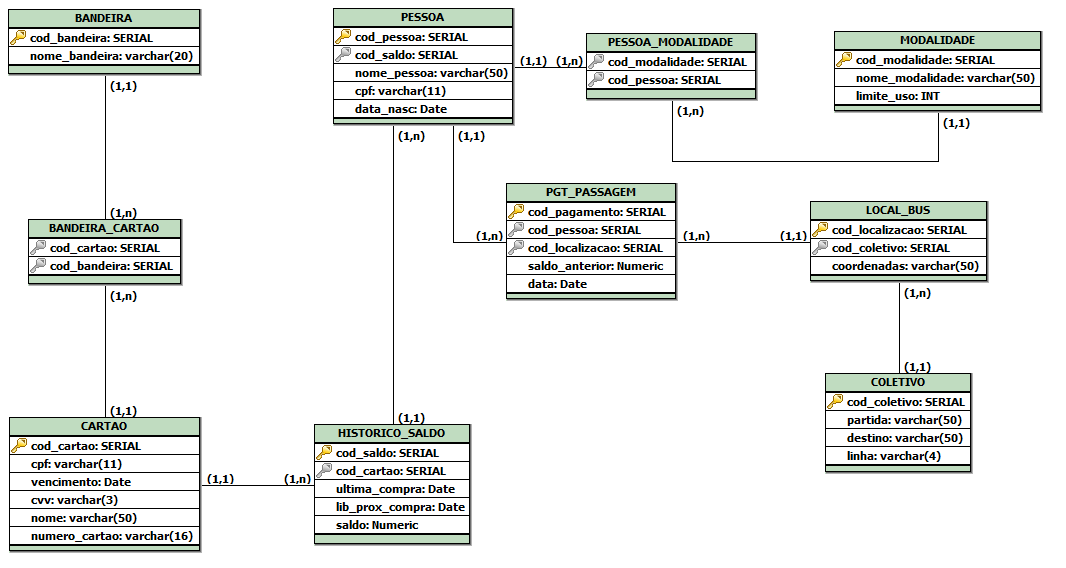 BANDEIRA
cod_bandeira: SERIAL
nome_bandeira: varchar(20)
(1,1)
(1,n)
BANDEIRA_CARTAO
cod_cartao: SERIAL
cod_bandeira: SERIAL
(1,n)
(1,1)
CARTAO
cod_cartao: SERIAL
cpf: varchar(11)
vencimento: Date
cvv: varchar(3)
nome: varchar(50)
numero_cartao: varchar(16)
(1,1)
(1,n)
PESSOA
cod_pessoa: SERIAL
cod_saldo: SERIAL
nome_pessoa: varchar(50)
cpf: varchar(11)
data_nasc: Date
(1,1)
(1,n)
(1,n)
(1,1)
(1,1)
HISTORICO_SALDO
cod_saldo: SERIAL
cod_cartao: SERIAL
ultima_compra: Date
lib_prox_compra: Date
saldo: Numeric
PESSOA_MODALIDADE
cod_modalidade: SERIAL
cod_pessoa: SERIAL
(1,n)
MODALIDADE
cod_modalidade: SERIAL
nome_modalidade: varchar(50)
limite_uso: INT
(1,1)
PGT_PASSAGEM
cod_pagamento: SERIAL
cod_pessoa: SERIAL
cod_localizacao: SERIAL
saldo_anterior: Numeric
data: Date
(1,n)
(1,n)
(1,1)
LOCAL_BUS
cod_localizacao: SERIAL
cod_coletivo: SERIAL
coordenadas: varchar(50)
(1,n)
(1,1)
COLETIVO
cod_coletivo: SERIAL
partida: varchar(50)
destino: varchar(50)
linha: varchar(4)